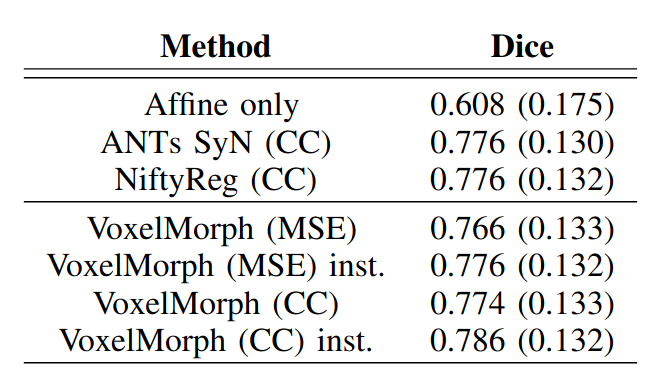 Method Dice
Affine only 0.608 (0.175)
ANTs SyN (CC) 0.776 (0.130)
NiftyReg (CC) 0.776 (0.132)
VoxelMorph (MSE) 0.766 (0.133)
VoxelMorph (MSE) inst. 0.776 (0.132)
VoxelMorph (CC) 0.774 (0.133)
VoxelMorph (CC) inst. 0.786 (0.132)